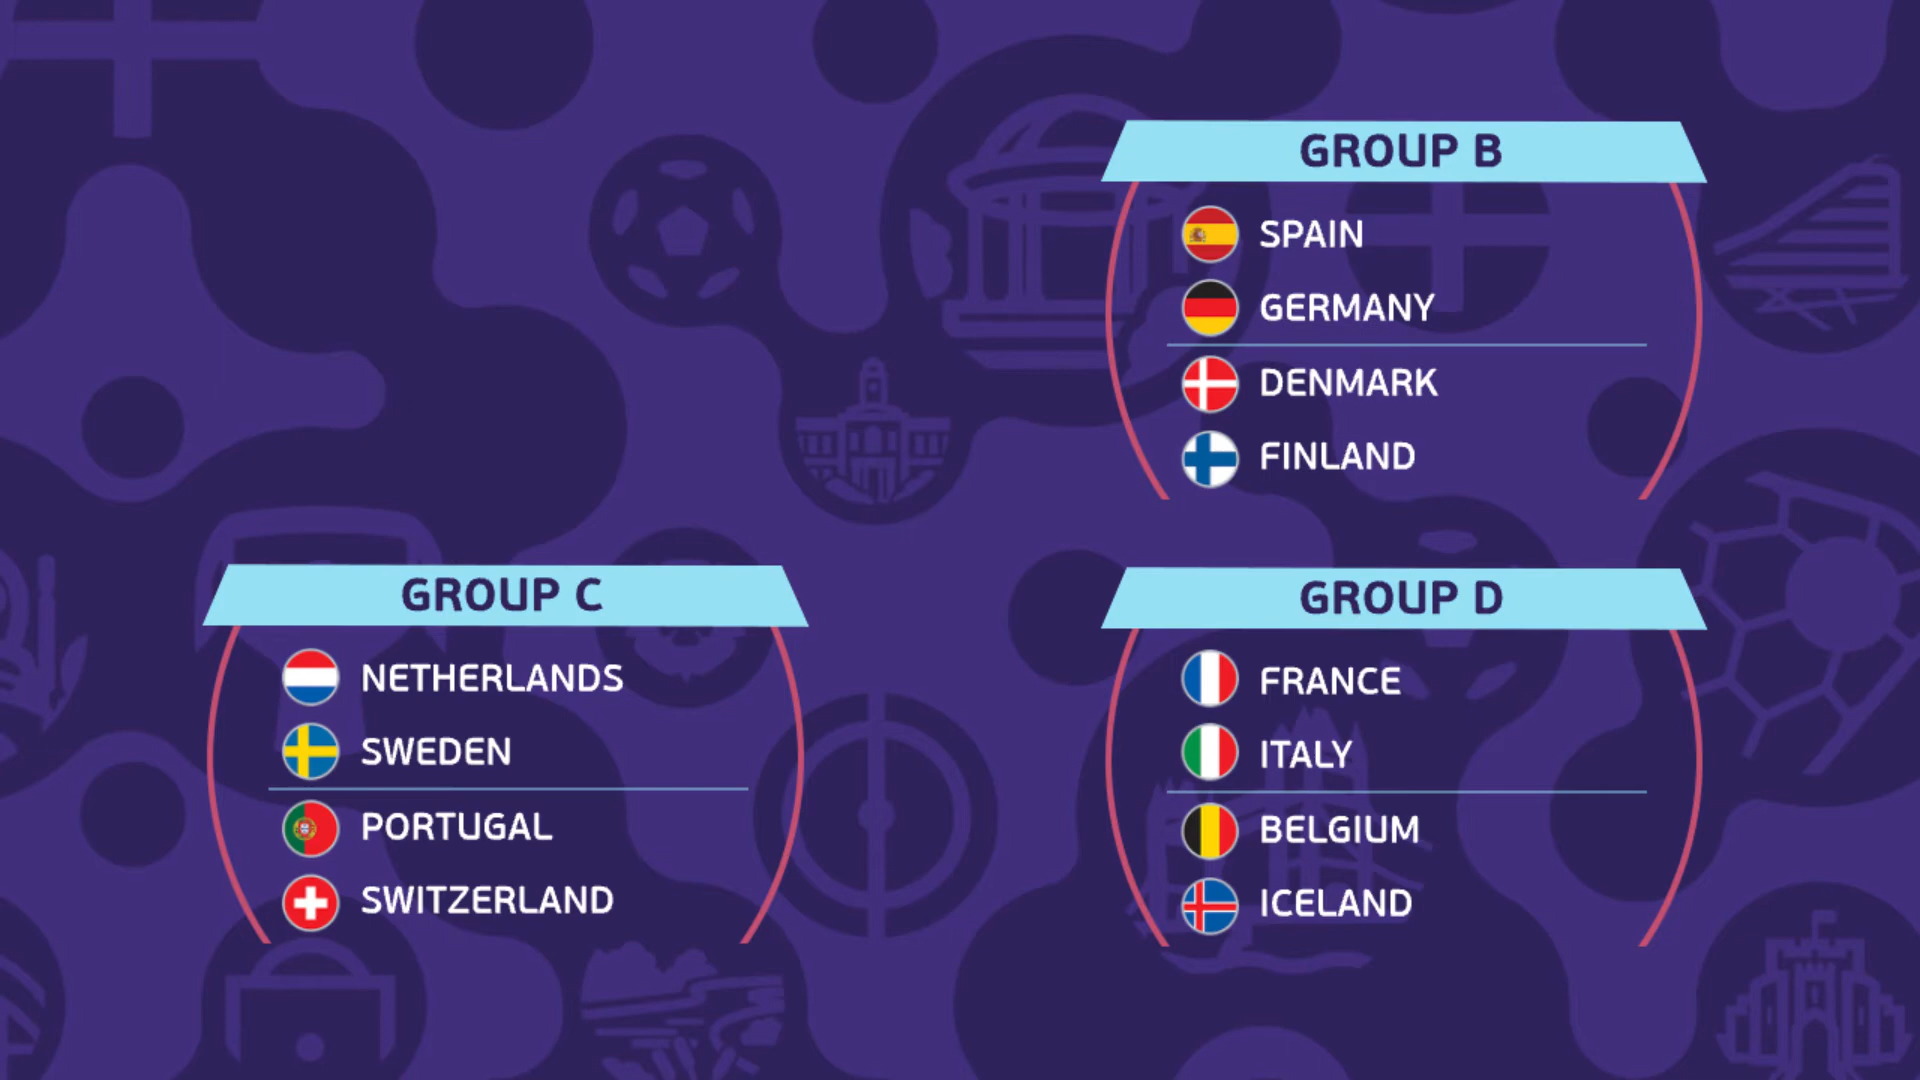 GROUP B
SPAIN
GERMANY
DENMARK
FINLAND
GROUP C
NETHERLANDS
SWEDEN
PORTUGAL
SWITZERLAND
GROUP D
FRANCE
ITALY
BELGIUM
ICELAND